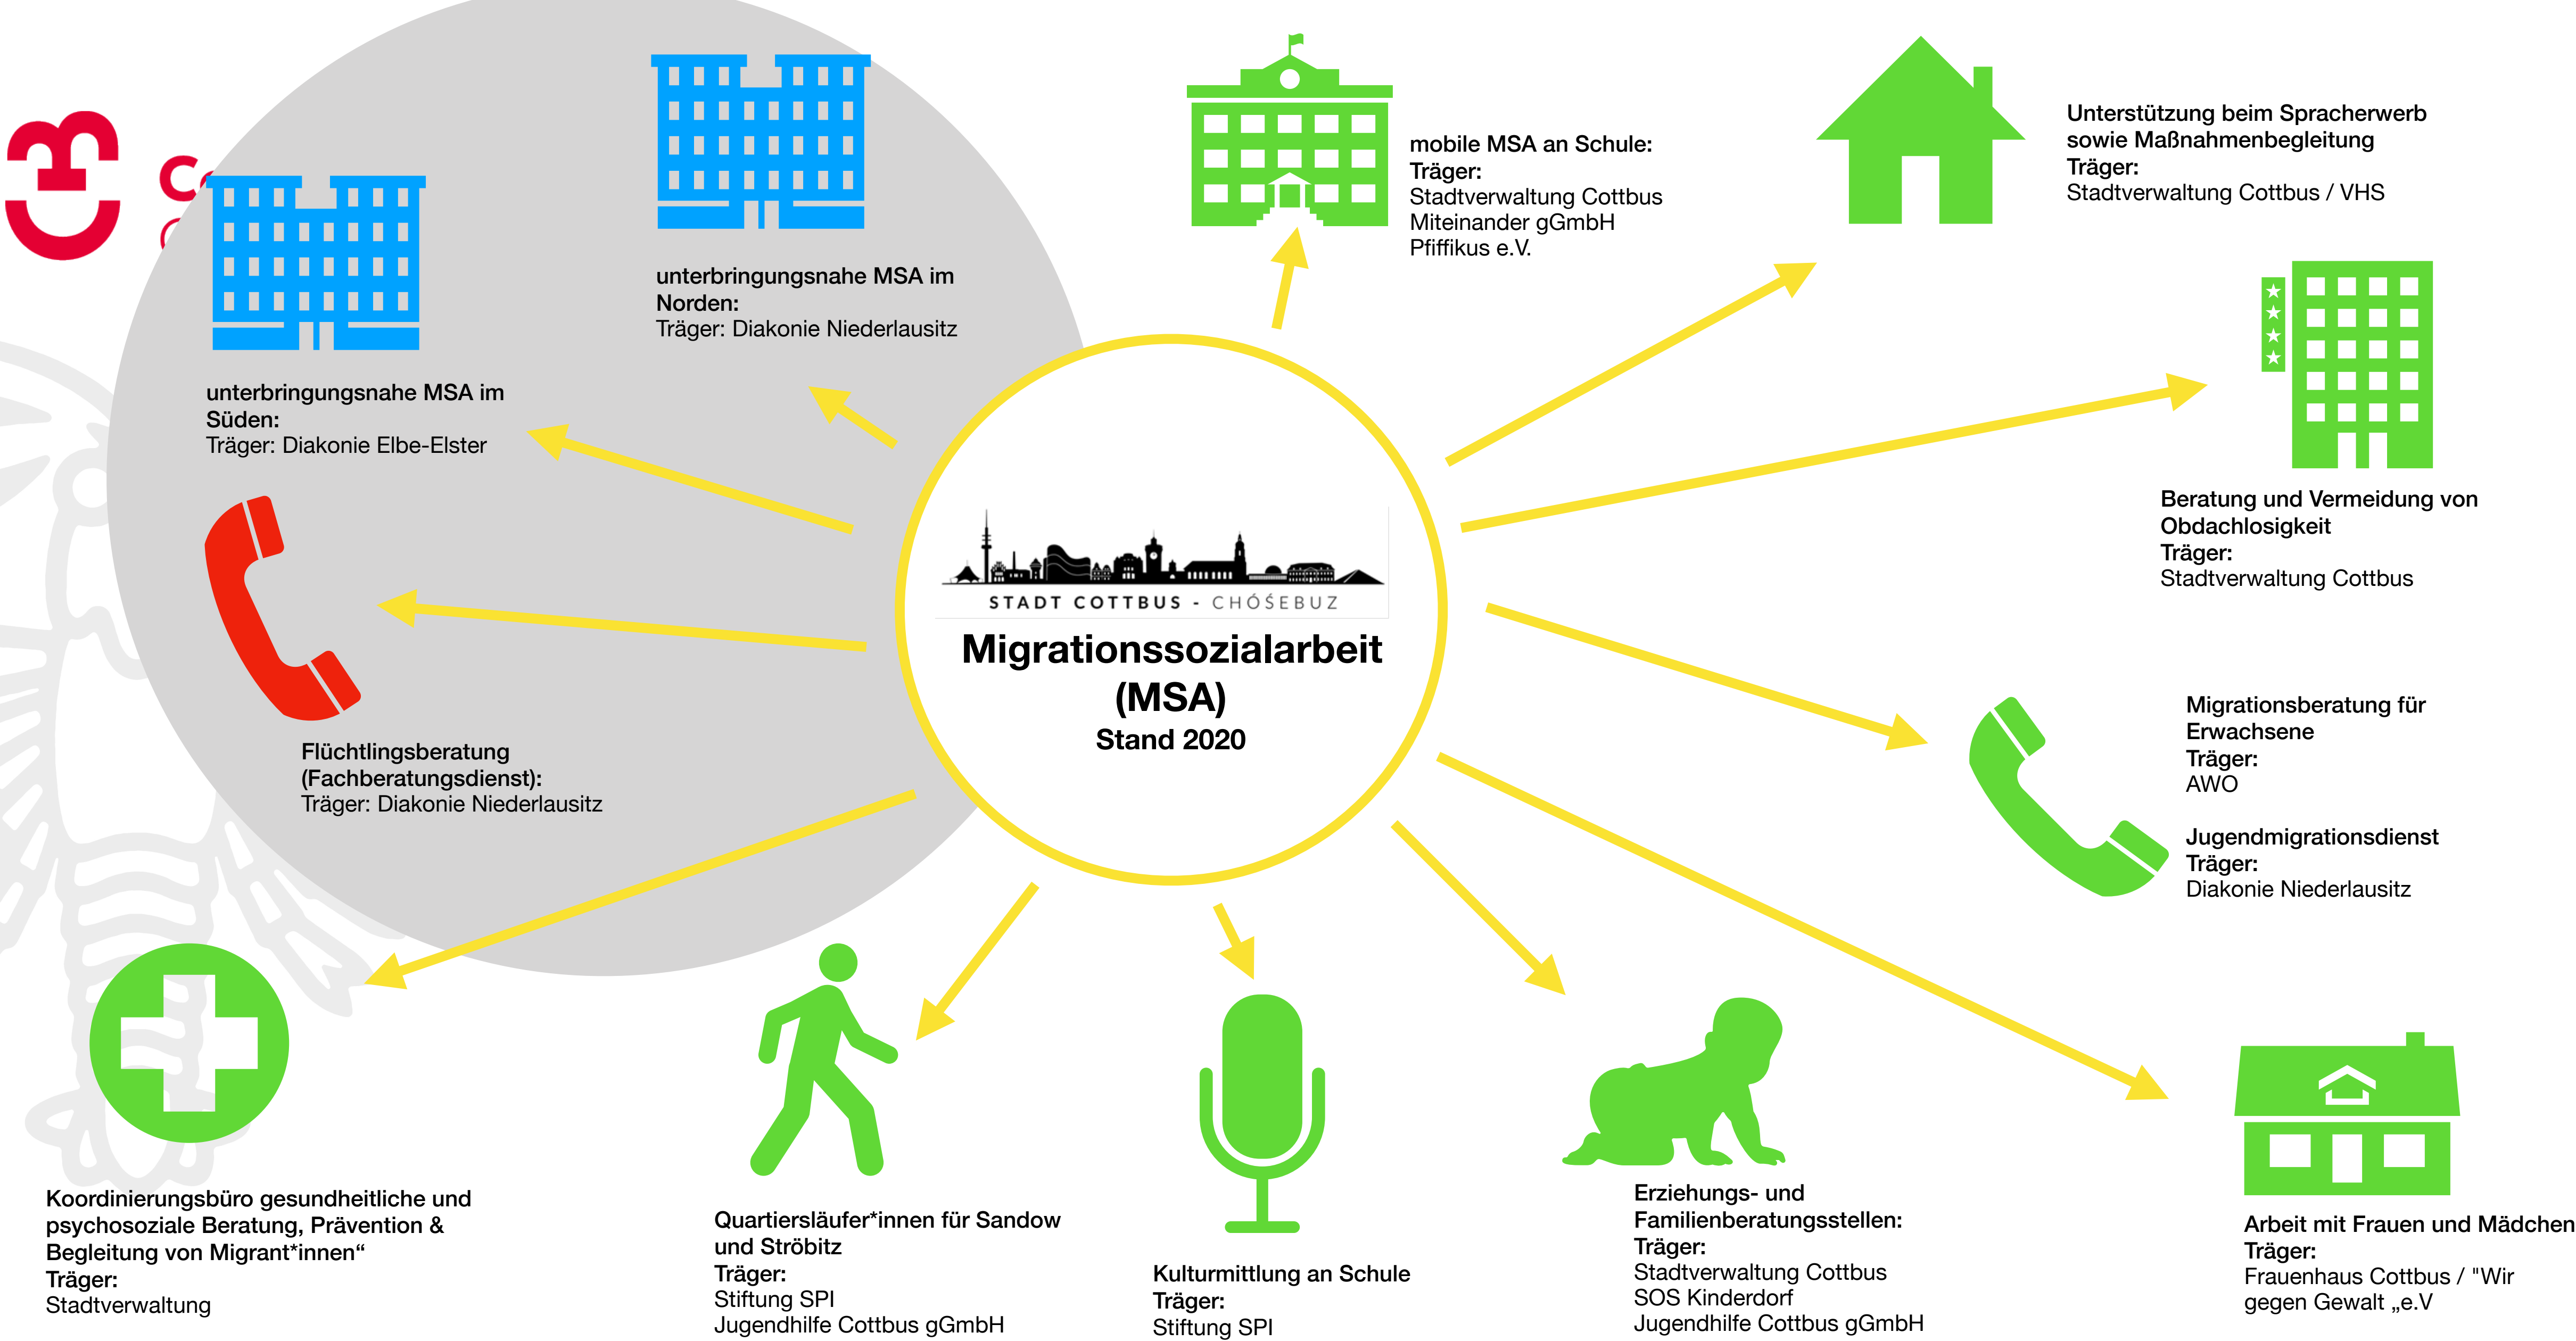 unterbringungsnahe MSA im
Norden:
Träger: Diakonie Niederlausitz
unterbringungsnahe MSA im
Süden:
Träger: Diakonie Elbe-Elster
mobile MSA an Schule:
Träger:
Stadtverwaltung Cottbus
Miteinander gGmbH
Pfiffikus e.V.
Unterstützung beim Spracherwerb
sowie Maßnahmenbegleitung
Träger:
Stadtverwaltung Cottbus / VHS
Beratung und Vermeidung von
Obdachlosigkeit
Träger:
Stadtverwaltung Cottbus
STADT COTTBUS - CHÓŚEBUZ
Migrationssozialarbeit
(MSA)
Stand 2020
Flüchtlingsberatung
(Fachberatungsdienst):
Träger: Diakonie Niederlausitz
Migrationsberatung für
Erwachsene
Träger:
AWO
Jugendmigrationsdienst
Träger:
Diakonie Niederlausitz
Koordinierungsbüro gesundheitliche und
psychosoziale Beratung, Prävention &
Begleitung von Migrant*innen“
Träger:
Stadtverwaltung
Quartiersläufer*innen für Sandow
und Ströbitz
Träger:
Stiftung SPI
Jugendhilfe Cottbus gGmbH
Kulturmittlung an Schule
Träger:
Stiftung SPI
Erziehungs- und
Familienberatungsstellen:
Träger:
Stadtverwaltung Cottbus
SOS Kinderdorf
Jugendhilfe Cottbus gGmbH
Arbeit mit Frauen und Mädchen
Träger:
Frauenhaus Cottbus / "Wir
gegen Gewalt „e.V